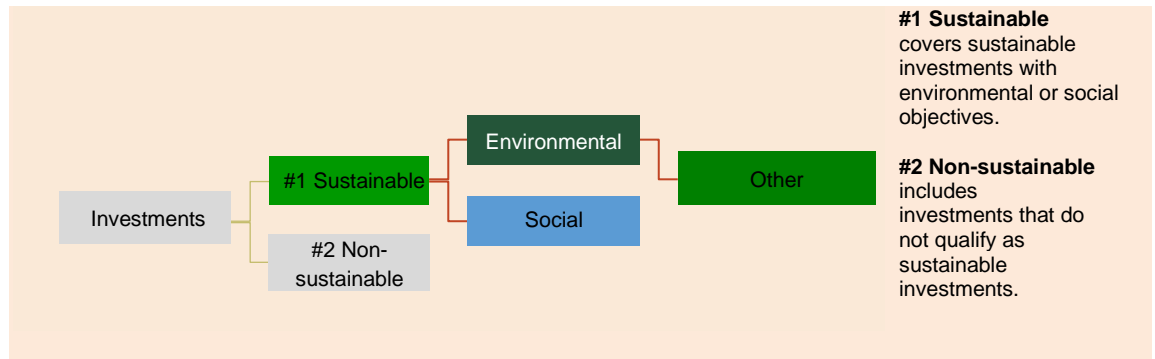 Investments
#1 Sustainable
#2 Non-
sustainable
Environmental
Social
Other
#1 Sustainable
covers sustainable
investments with
environmental or social
objectives.
#2 Non-sustainable
includes
investments that do
not qualify as
sustainable
investments.